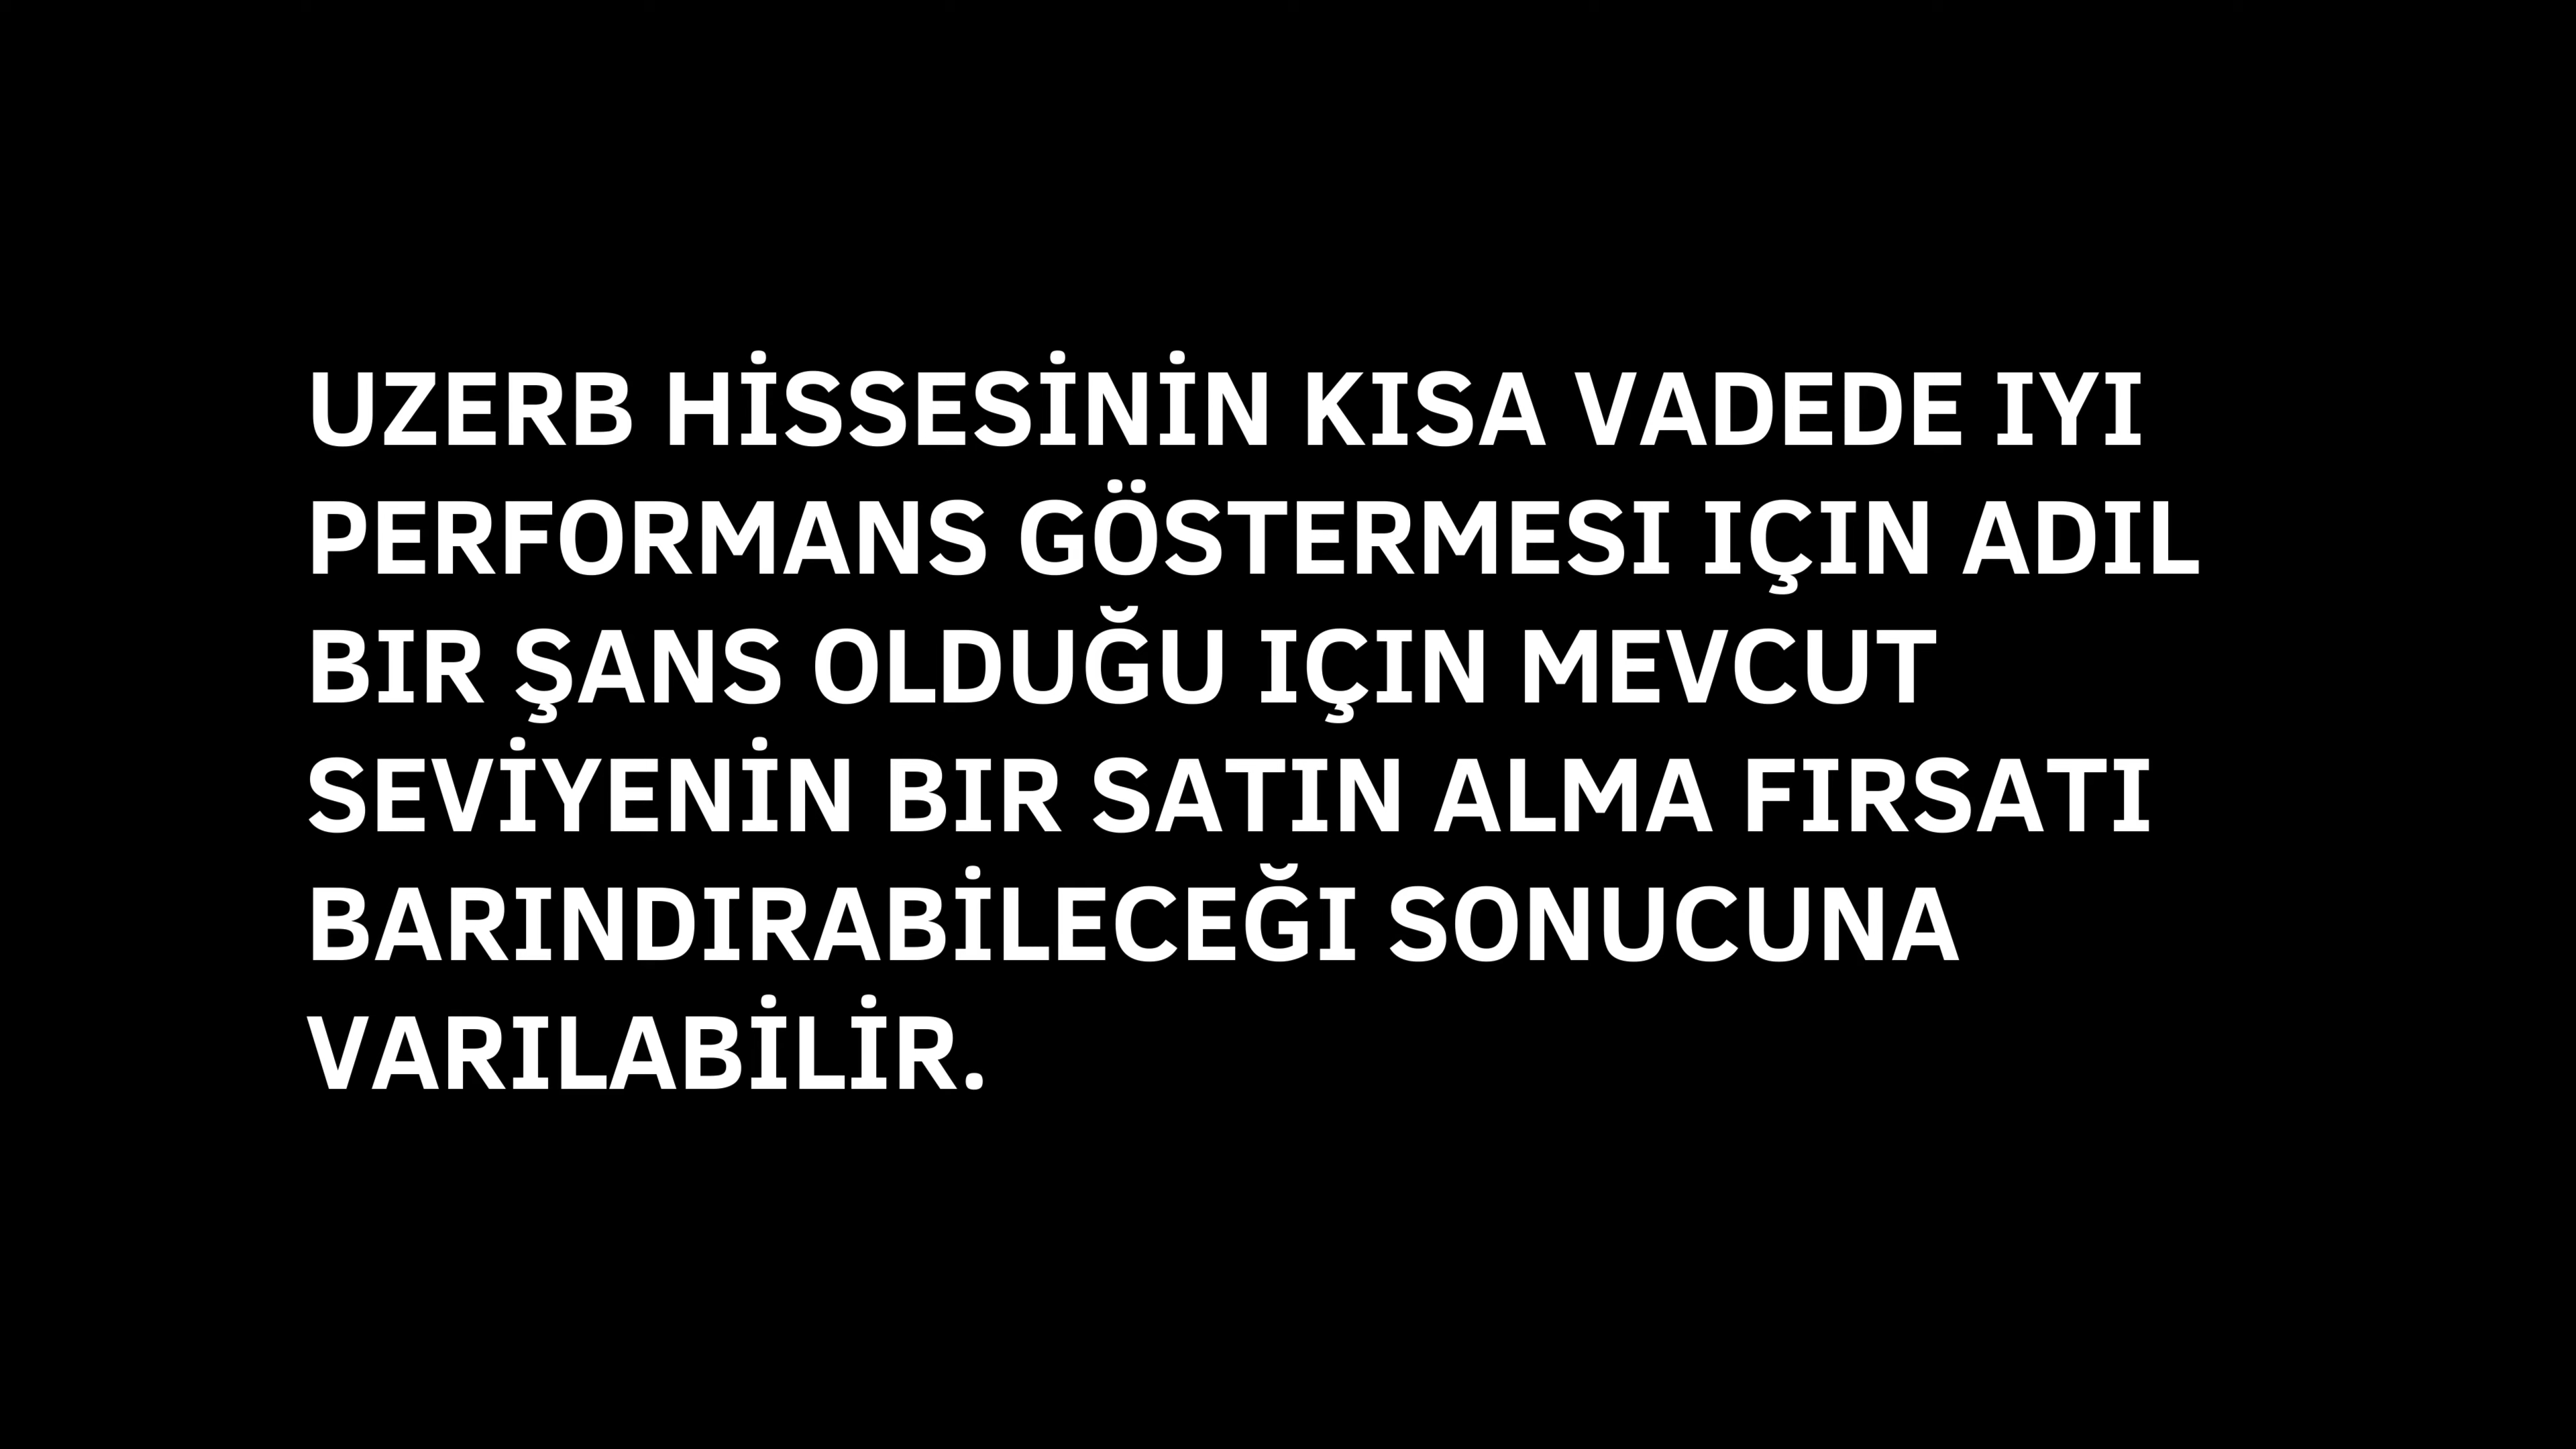 UZERB HİSSESİNİN KISA VADEDE IYI
PERFORMANS GÖSTERMESI IÇIN ADIL
BIR ŞANS OLDUĞU IÇIN MEVCUT
SEVİYENİN BIR SATIN ALMA FIRSATI
BARINDIRABİLECEĞI SONUCUNA
VARILABİLİR.